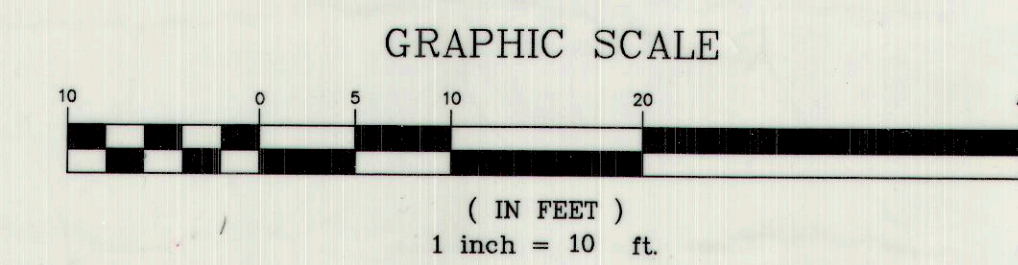 GRAPHIC SCALE
10 0 5 10 20
( IN FEET )
1 inch = 10 ft.